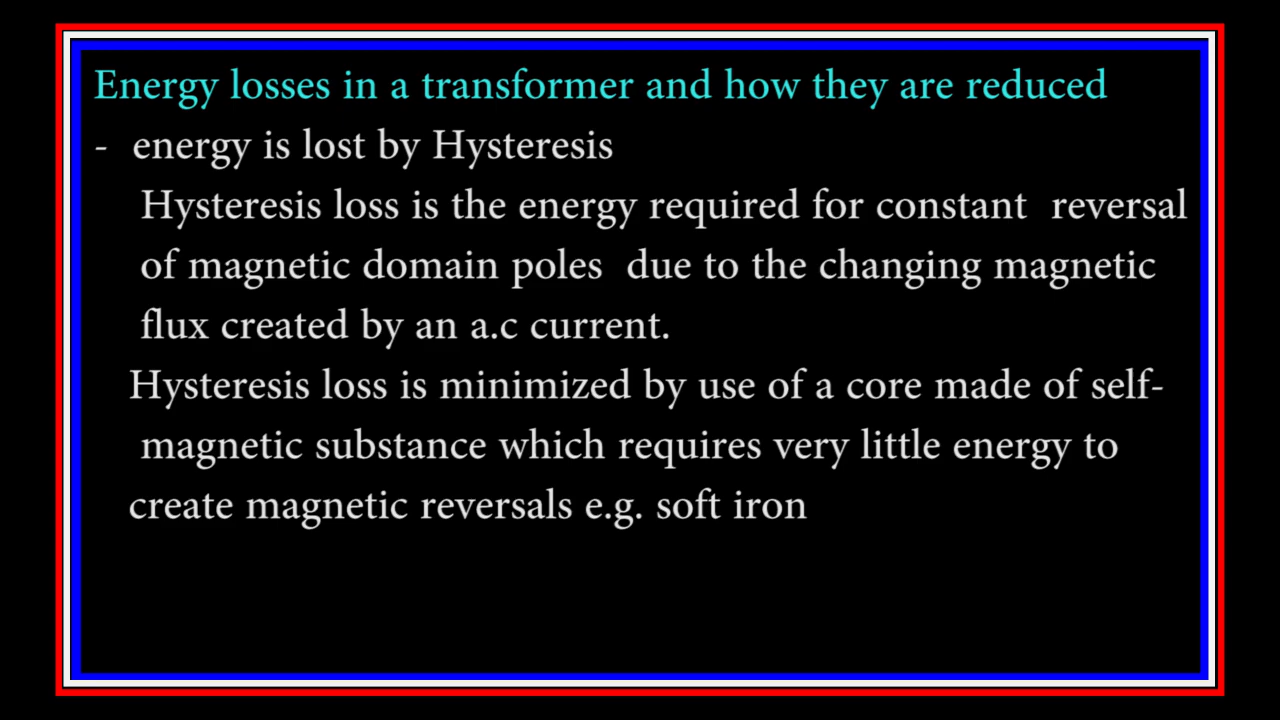 Energy losses in a transformer and how they are reduced
- energy is lost by Hysteresis
Hysteresis loss is the energy required for constant reversal
of magnetic domain poles due to the changing magnetic
flux created by an a.c current.
Hysteresis loss is minimized by use of a core made of self-
magnetic substance which requires very little energy to
create magnetic reversals e.g. soft iron